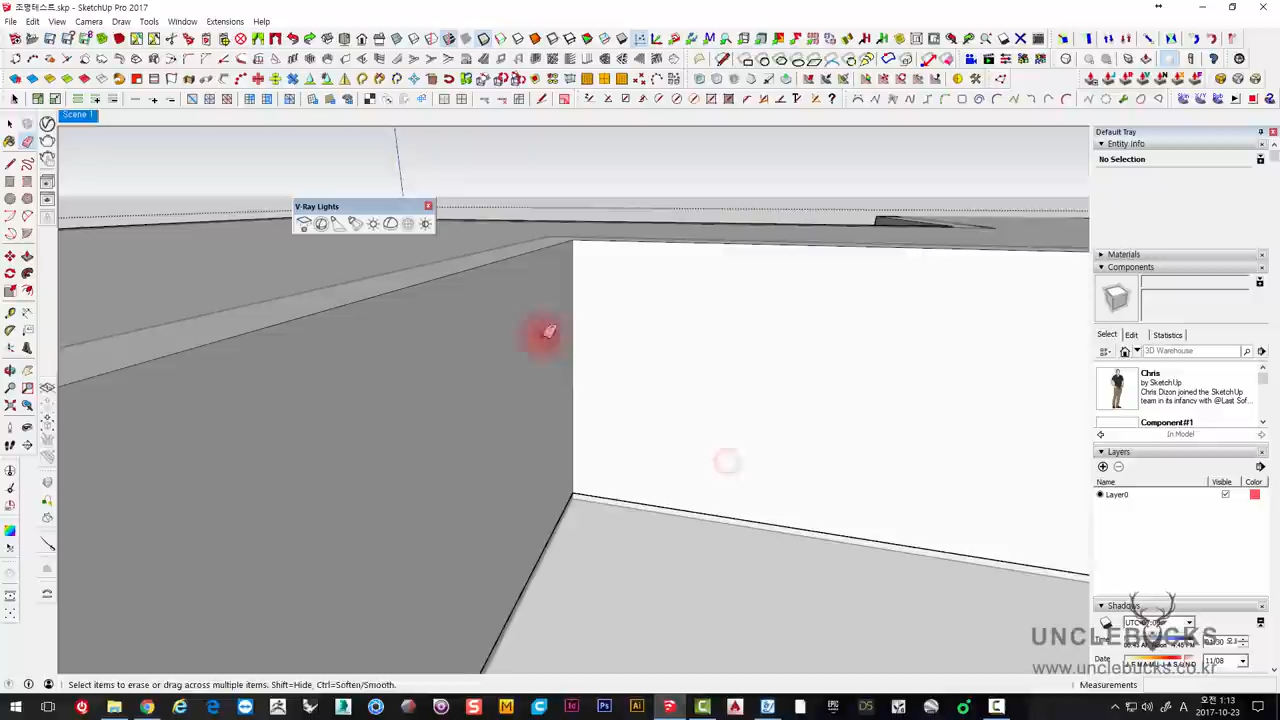 조명테스트.skp - SketchUp Pro 2017
File Edit View Camera Draw Tools Window Extensions Help
Scene 1
V-Ray Lights
Default Tray
Entity Info
No Selection
Materials
Components
Select Edit Statistics
3D Warehouse
Chris
by SketchUp
Chris Dizon joined the SketchUp
team in its infancy with @Last Sof...
Component#1
In Model
Layers
Name Visible Color
Layer0
Shadows
Date
11/08
UNCLEBUCKS
www.unclebucks.co.kr
Select items to erase or drag across multiple items. Shift=Hide, Ctrl=Soften/Smooth.
Measurements
오전 1:13
2017-10-23